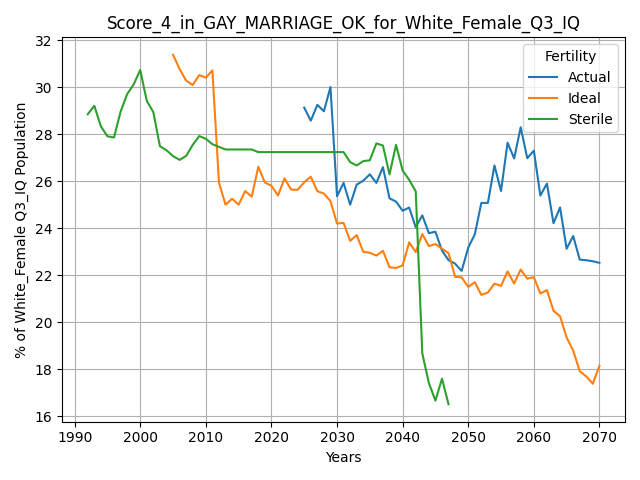 Score_4_in_GAY_MARRIAGE_OK_for_White_Female_Q3_IQ
% of White_Female Q3_IQ Population
32
30
28
26
24
22
20
18
16
Fertility
Actual
Ideal
Sterile
1990 2000 2010 2020 2030 2040 2050 2060 2070
Years